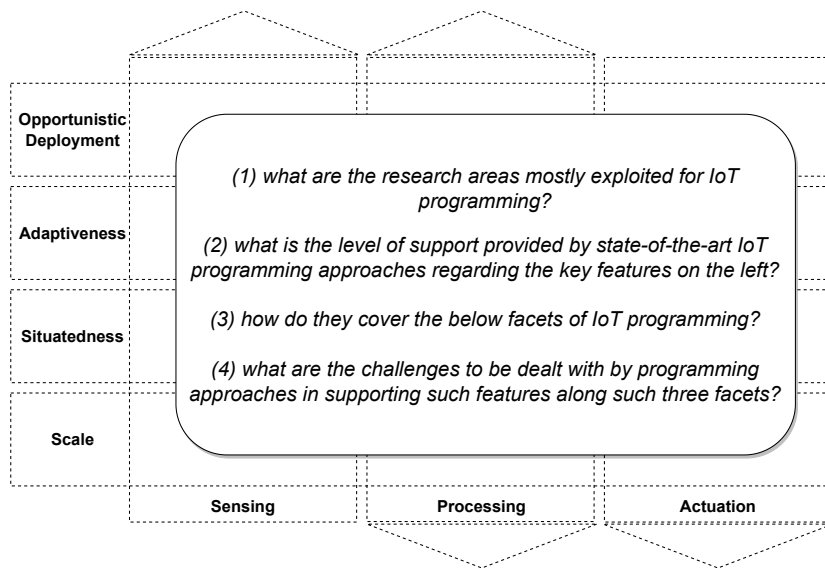 Opportunistic
Deployment
(1) what are the research areas mostly exploited for IoT
programming?
Adaptiveness
(2) what is the level of support provided by state-of-the-art IoT
programming approaches regarding the key features on the left?
Situatedness
(3) how do they cover the below facets of IoT programming?
(4) what are the challenges to be dealt with by programming
approaches in supporting such features along such three facets?
Scale
Sensing
Processing
Actuation